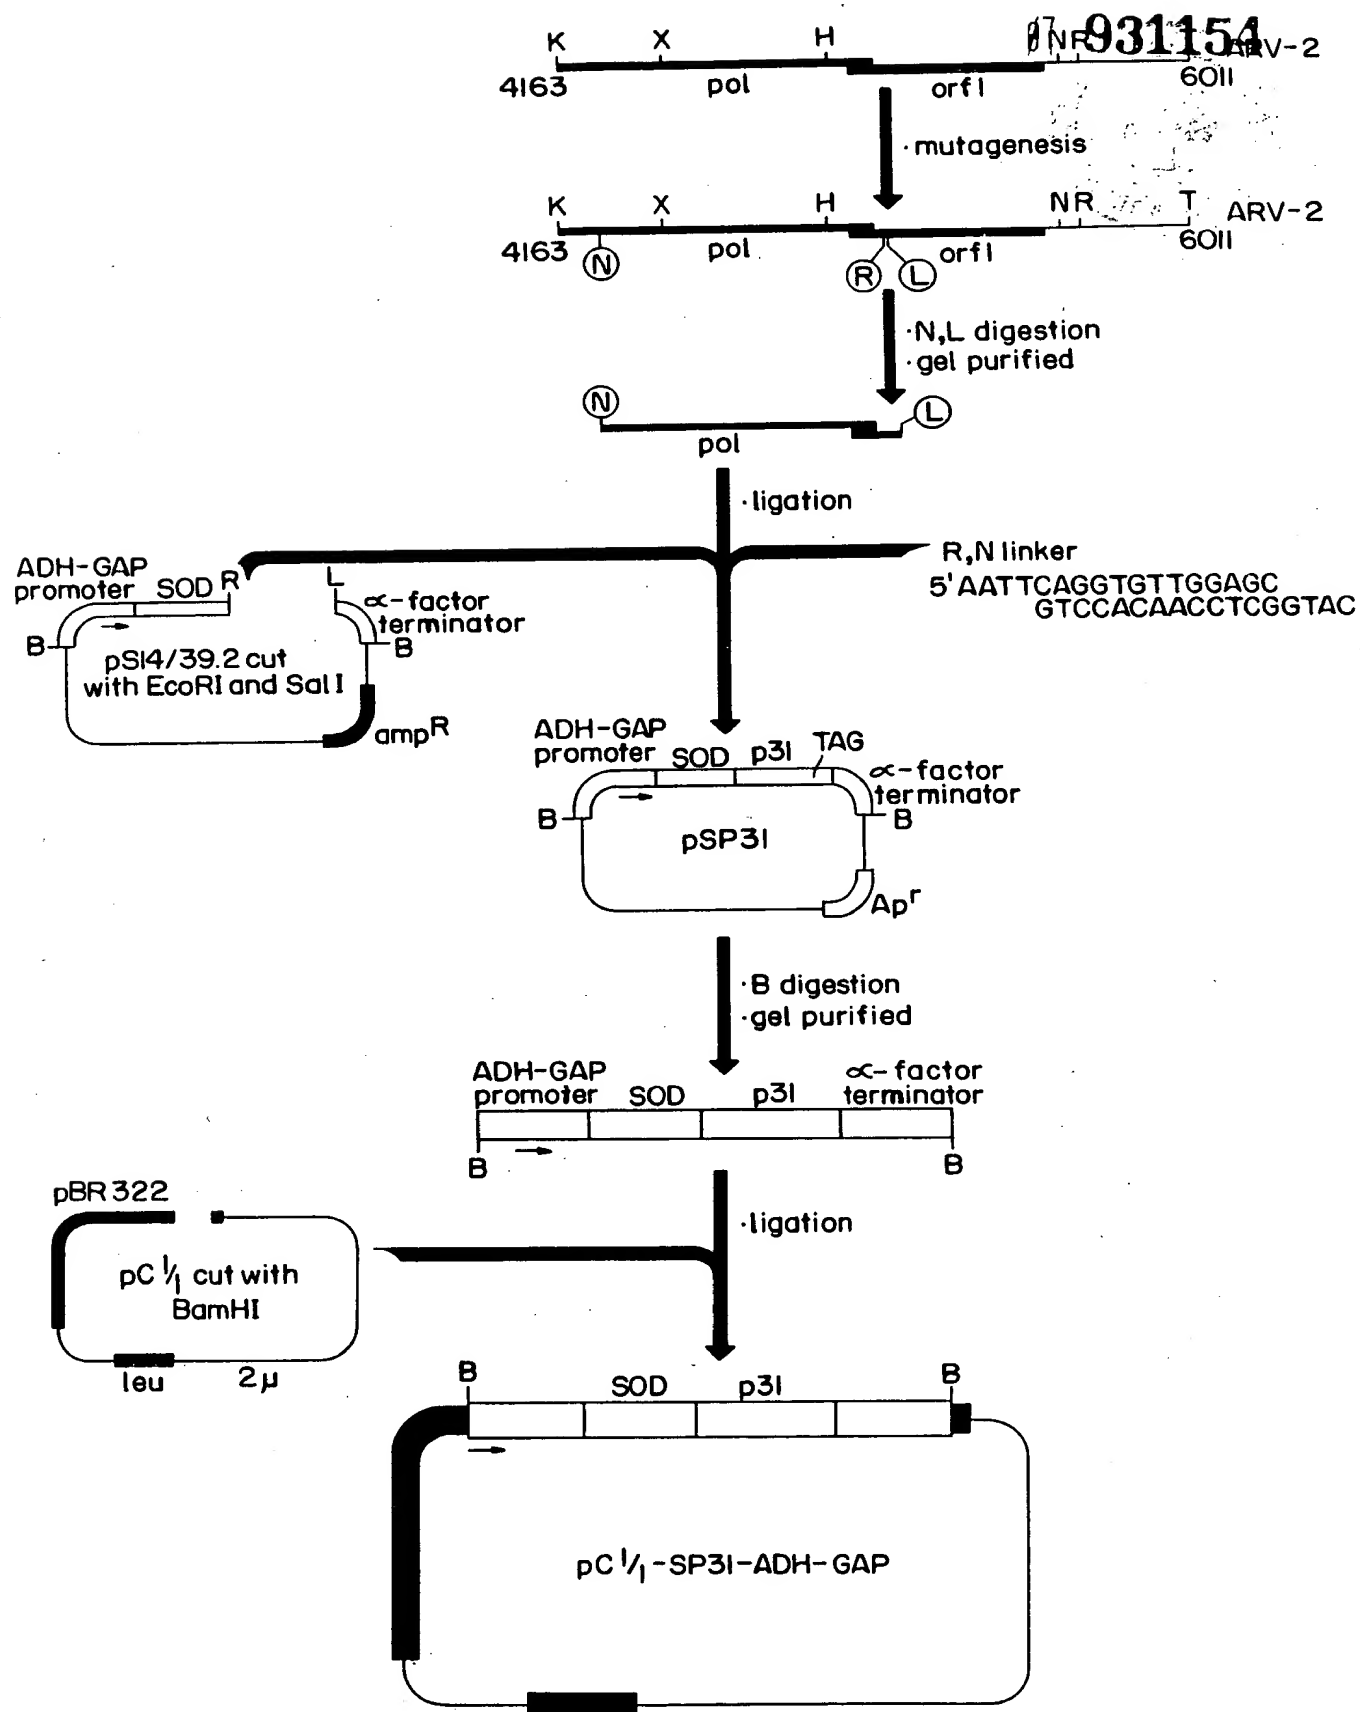 07 931154
K X H N R ARV-2
4163 pol orf1 6011
·mutagenesis
K X H N R T ARV-2
4163 N pol R L orf1 6011
·N,L digestion
·gel purified
N L
pol
·ligation
R,N linker
5'AATTCAGGTGTTGGAGC
GTCCACAACCTCGGTAC
ADH-GAP
promoter SOD R L
α-factor
terminator
B B
pS14/39.2 cut
with EcoRI and Sal I
ampR
ADH-GAP
promoter SOD p31 TAG
α-factor
terminator
B B
pSP31
Apr
·B digestion
·gel purified
ADH-GAP
promoter SOD p31
α-factor
terminator
B B
pBR322
·ligation
pC 1/1 cut with
BamHI
leu 2μ
B SOD p31 B
pC 1/1-SP31-ADH-GAP